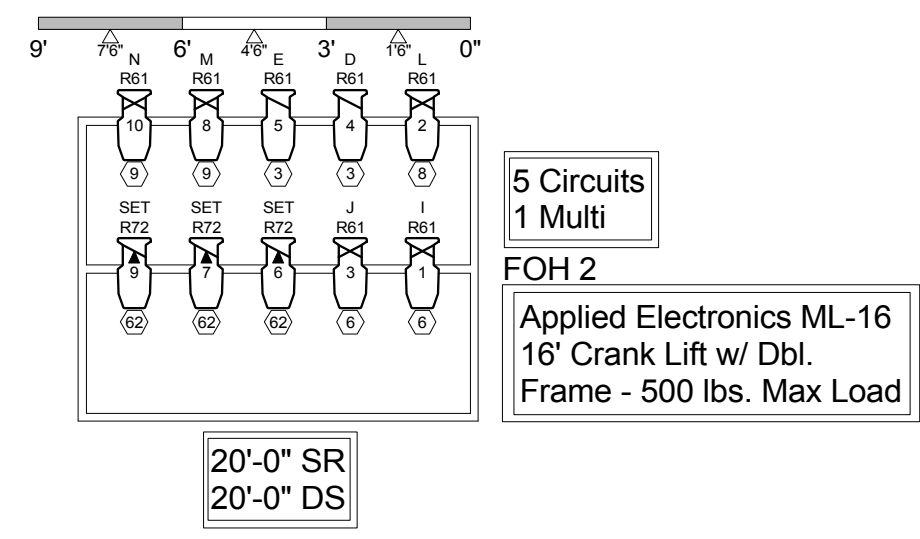 9' 7'6" 6' 4'6" 3' 1'6" 0"
N M E D L
R61 R61 R61 R61 R61
10 8 5 4 2
9 9 3 3 8
SET SET SET J I
R72 R72 R72 R61 R61
9 7 6 3 1
62 62 62 6 6
5 Circuits
1 Multi
FOH 2
Applied Electronics ML-16
16' Crank Lift w/ Dbl.
Frame - 500 lbs. Max Load
20'-0" SR
20'-0" DS